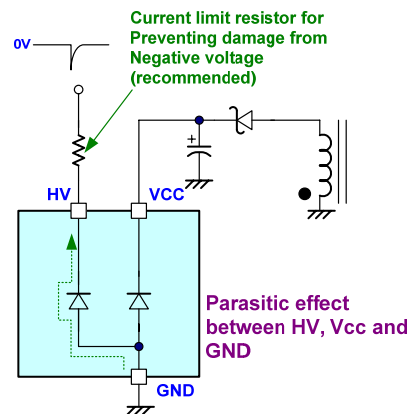 Current limit resistor for
Preventing damage from
Negative voltage
(recommended)
0V
+
HV
VCC
Parasitic effect
between HV, Vcc and
GND
GND